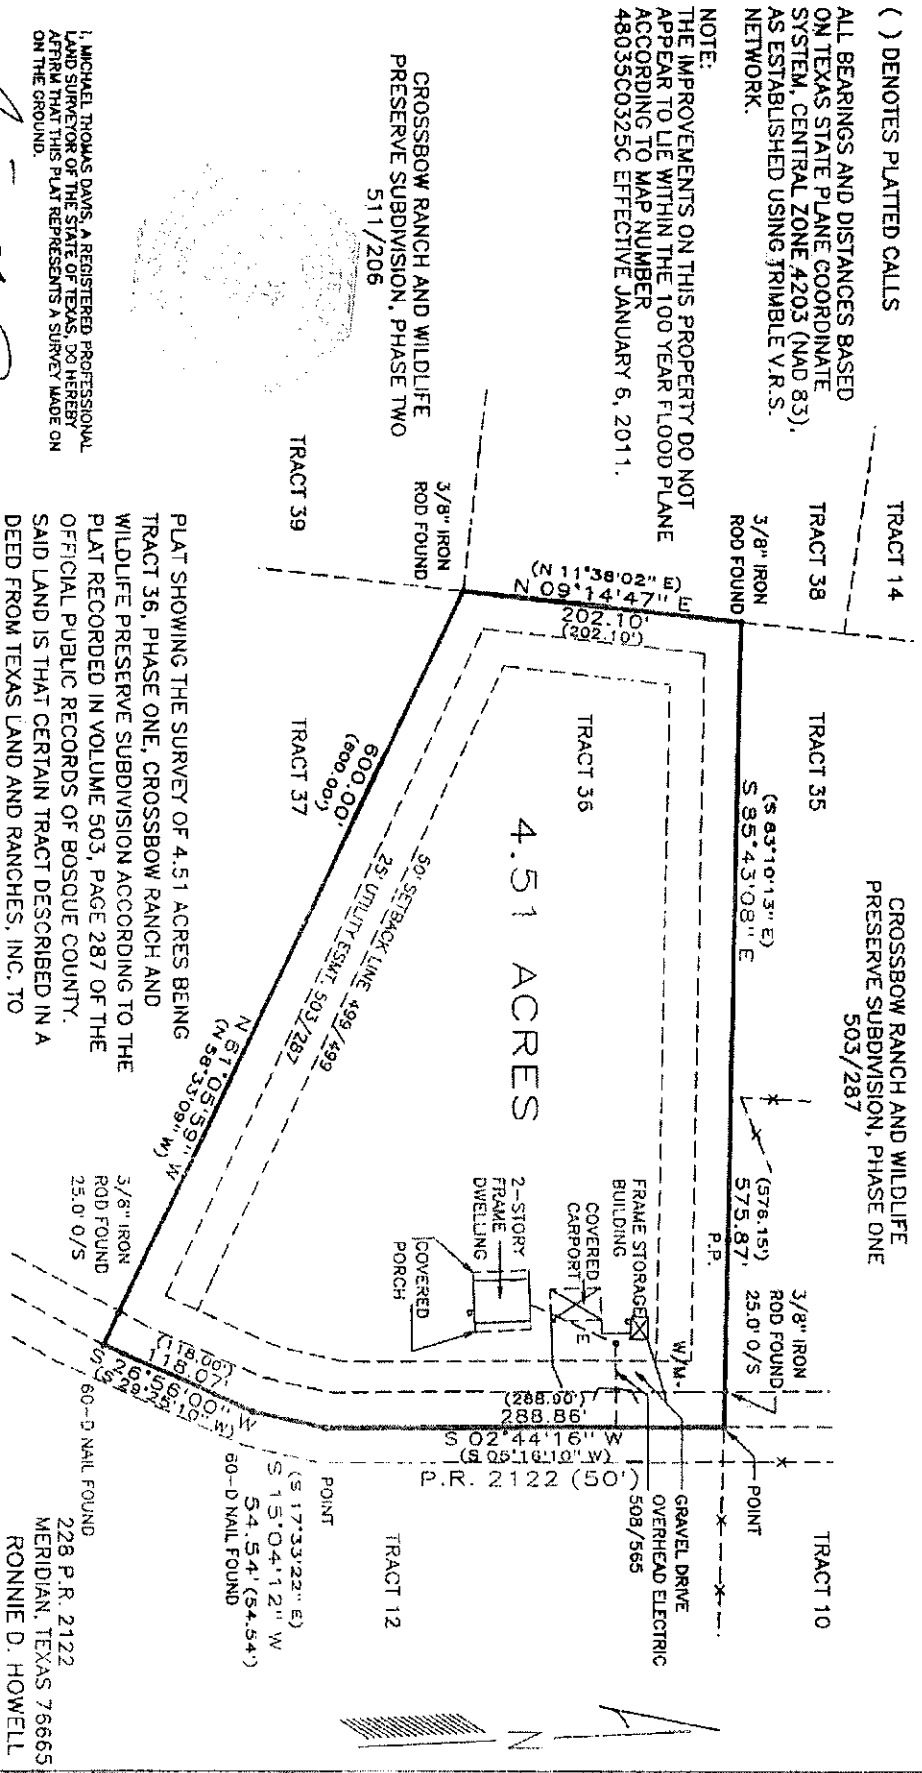 ( ) DENOTES PLATTED CALLS
ALL BEARINGS AND DISTANCES BASED
ON TEXAS STATE PLANE COORDINATE
SYSTEM, CENTRAL ZONE 4203 (NAD 83),
AS ESTABLISHED USING TRIMBLE V.R.S.
NETWORK.
NOTE:
THE IMPROVEMENTS ON THIS PROPERTY DO NOT
APPEAR TO LIE WITHIN THE 100 YEAR FLOOD PLANE
ACCORDING TO MAP NUMBER
48035C0325C EFFECTIVE JANUARY 6, 2011.
TRACT 14
TRACT 38
3/8" IRON
ROD FOUND
TRACT 35
CROSSBOW RANCH AND WILDLIFE
PRESERVE SUBDIVISION, PHASE ONE
503/287
(S 83°10'13" E)
S 85°43'08" E
(576.15')
575.87'
P.P.
3/8" IRON
ROD FOUND
25.0' O/S
POINT
TRACT 10
CROSSBOW RANCH AND WILDLIFE
PRESERVE SUBDIVISION, PHASE TWO
511/206
3/8" IRON
ROD FOUND
TRACT 39
(N 11°38'02" E)
N 09°14'47" E
202.10'
(202.10')
TRACT 36
4.51 ACRES
FRAME STORAGE
BUILDING
COVERED
CARPORT
2-STORY
FRAME
DWELLING
COVERED
PORCH
E
W/M
GRAVEL DRIVE
OVERHEAD ELECTRIC
508/565
(288.00')
288.86'
S 02°44'16" W
(S 05°16'10" W)
P.R. 2122 (50')
TRACT 12
50' SETBACK LINE 499/499
25' UTILITY ESMT. 503/287
600.00'
(600.00')
TRACT 37
N 61°05'59" W
(N 58°33'09" W)
3/8" IRON
ROD FOUND
25.0' O/S
(118.00')
118.07'
S 26°56'00" W
(S 29°25'10" W)
60-D NAIL FOUND
POINT
(S 17°33'22" E)
S 15°04'12" W
54.54' (54.54')
60-D NAIL FOUND
N
I, MICHAEL THOMAS DAVIS, A REGISTERED PROFESSIONAL
LAND SURVEYOR OF THE STATE OF TEXAS, DO HEREBY
AFFIRM THAT THIS PLAT REPRESENTS A SURVEY MADE ON
ON THE GROUND.
PLAT SHOWING THE SURVEY OF 4.51 ACRES BEING
TRACT 36, PHASE ONE, CROSSBOW RANCH AND
WILDLIFE PRESERVE SUBDIVISION ACCORDING TO THE
PLAT RECORDED IN VOLUME 503, PAGE 287 OF THE
OFFICIAL PUBLIC RECORDS OF BOSQUE COUNTY.
SAID LAND IS THAT CERTAIN TRACT DESCRIBED IN A
DEED FROM TEXAS LAND AND RANCHES, INC. TO
228 P.R. 2122
MERIDIAN, TEXAS 76665
RONNIE D. HOWELL